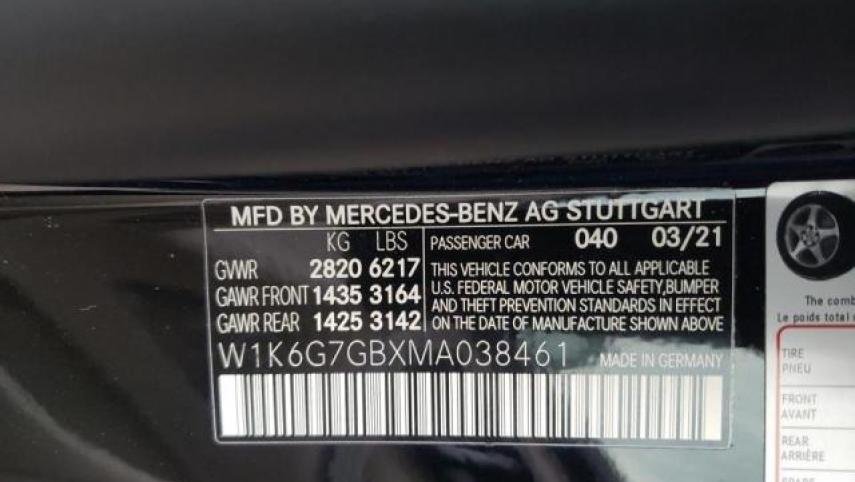 MFD BY MERCEDES-BENZ AG STUTTGART
KG LBS
GVWR 2820 6217
GAWR FRONT 1435 3164
GAWR REAR 1425 3142
PASSENGER CAR 040 03/21
THIS VEHICLE CONFORMS TO ALL APPLICABLE
U.S. FEDERAL MOTOR VEHICLE SAFETY,BUMPER
AND THEFT PREVENTION STANDARDS IN EFFECT
ON THE DATE OF MANUFACTURE SHOWN ABOVE
W1K6G7GBXMA038461 MADE IN GERMANY
The comb
Le poids total
TIRE
PNEU
FRONT
AVANT
REAR
ARRIÈRE